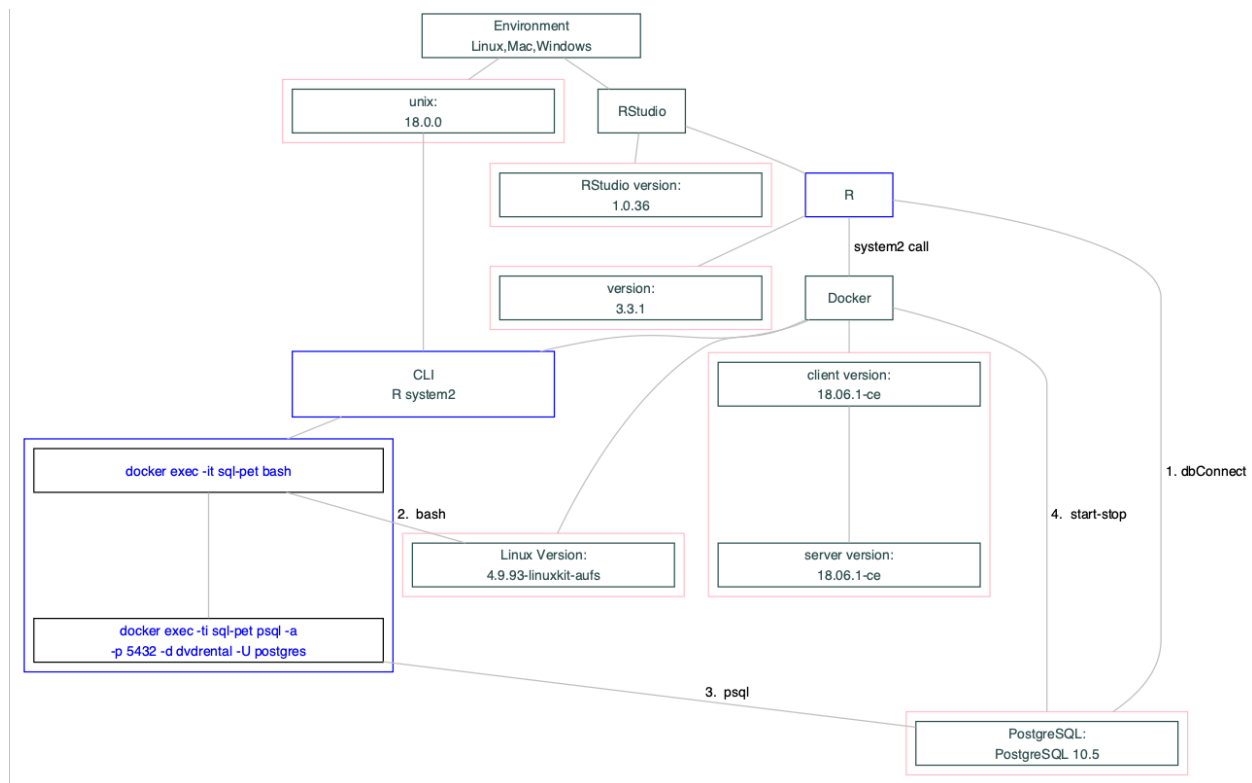 Environment
Linux,Mac,Windows
unix:
18.0.0
RStudio
RStudio version:
1.0.36
R
system2 call
version:
3.3.1
Docker
CLI
R system2
client version:
18.06.1-ce
docker exec -it sql-pet bash
1. dbConnect
2.  bash
4.  start-stop
Linux Version:
4.9.93-linuxkit-aufs
server version:
18.06.1-ce
docker exec -ti sql-pet psql -a
-p 5432 -d dvdrental -U postgres
3.  psql
PostgreSQL:
PostgreSQL 10.5